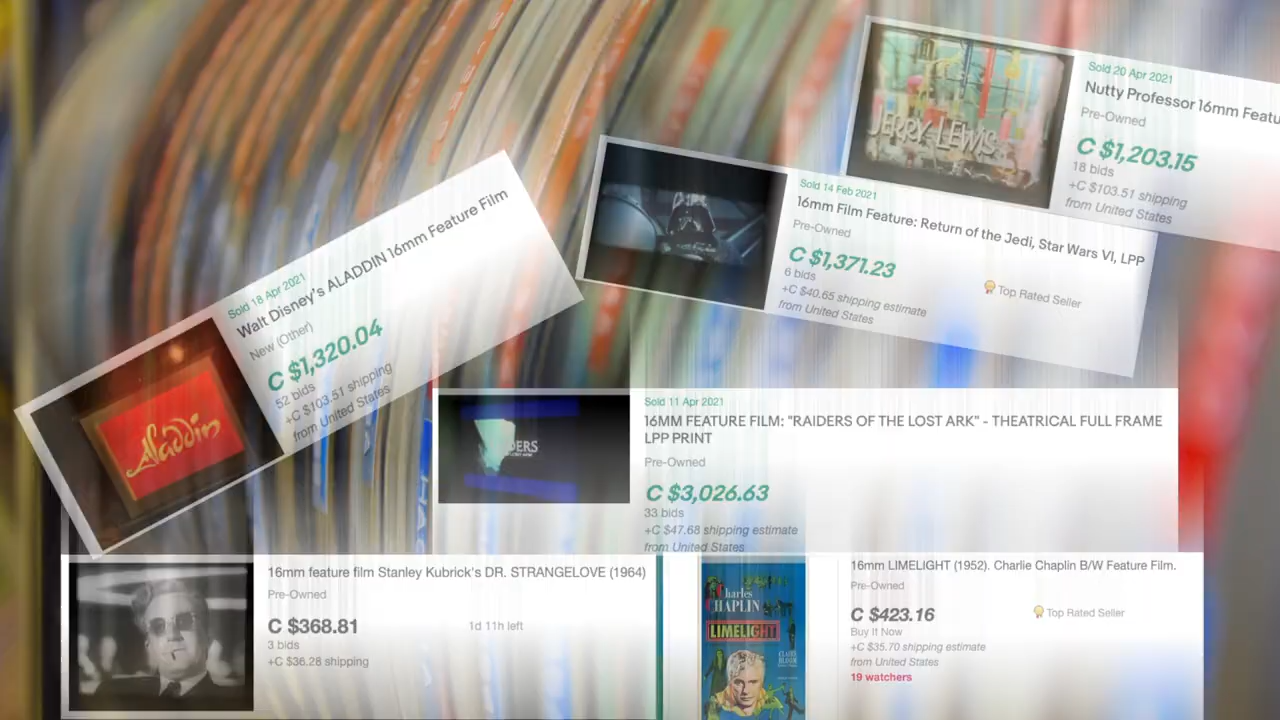 Sold 20 Apr 2021
Nutty Professor 16mm Featu
Pre-Owned
C $1,203.15
18 bids
+C $103.51 shipping
from United States
JERRY LEWIS
Sold 14 Feb 2021
16mm Film Feature: Return of the Jedi, Star Wars VI, LPP
Pre-Owned
C $1,371.23
6 bids
+C $40.65 shipping estimate
from United States
Top Rated Seller
Sold 18 Apr 2021
Walt Disney's ALADDIN 16mm Feature Film
New (Other)
C $1,320.04
52 bids
+C $103.51 shipping
from United States
Aladdin
Sold 11 Apr 2021
16MM FEATURE FILM: "RAIDERS OF THE LOST ARK" - THEATRICAL FULL FRAME
LPP PRINT
Pre-Owned
C $3,026.63
33 bids
+C $47.68 shipping estimate
from United States
16mm feature film Stanley Kubrick's DR. STRANGELOVE (1964)
Pre-Owned
C $368.81
1d 11h left
3 bids
+C $36.28 shipping
16mm LIMELIGHT (1952). Charlie Chaplin B/W Feature Film.
Pre-Owned
C $423.16
Top Rated Seller
Buy It Now
+C $35.70 shipping estimate
from United States
19 watchers
Charles
CHAPLIN
LIMELIGHT